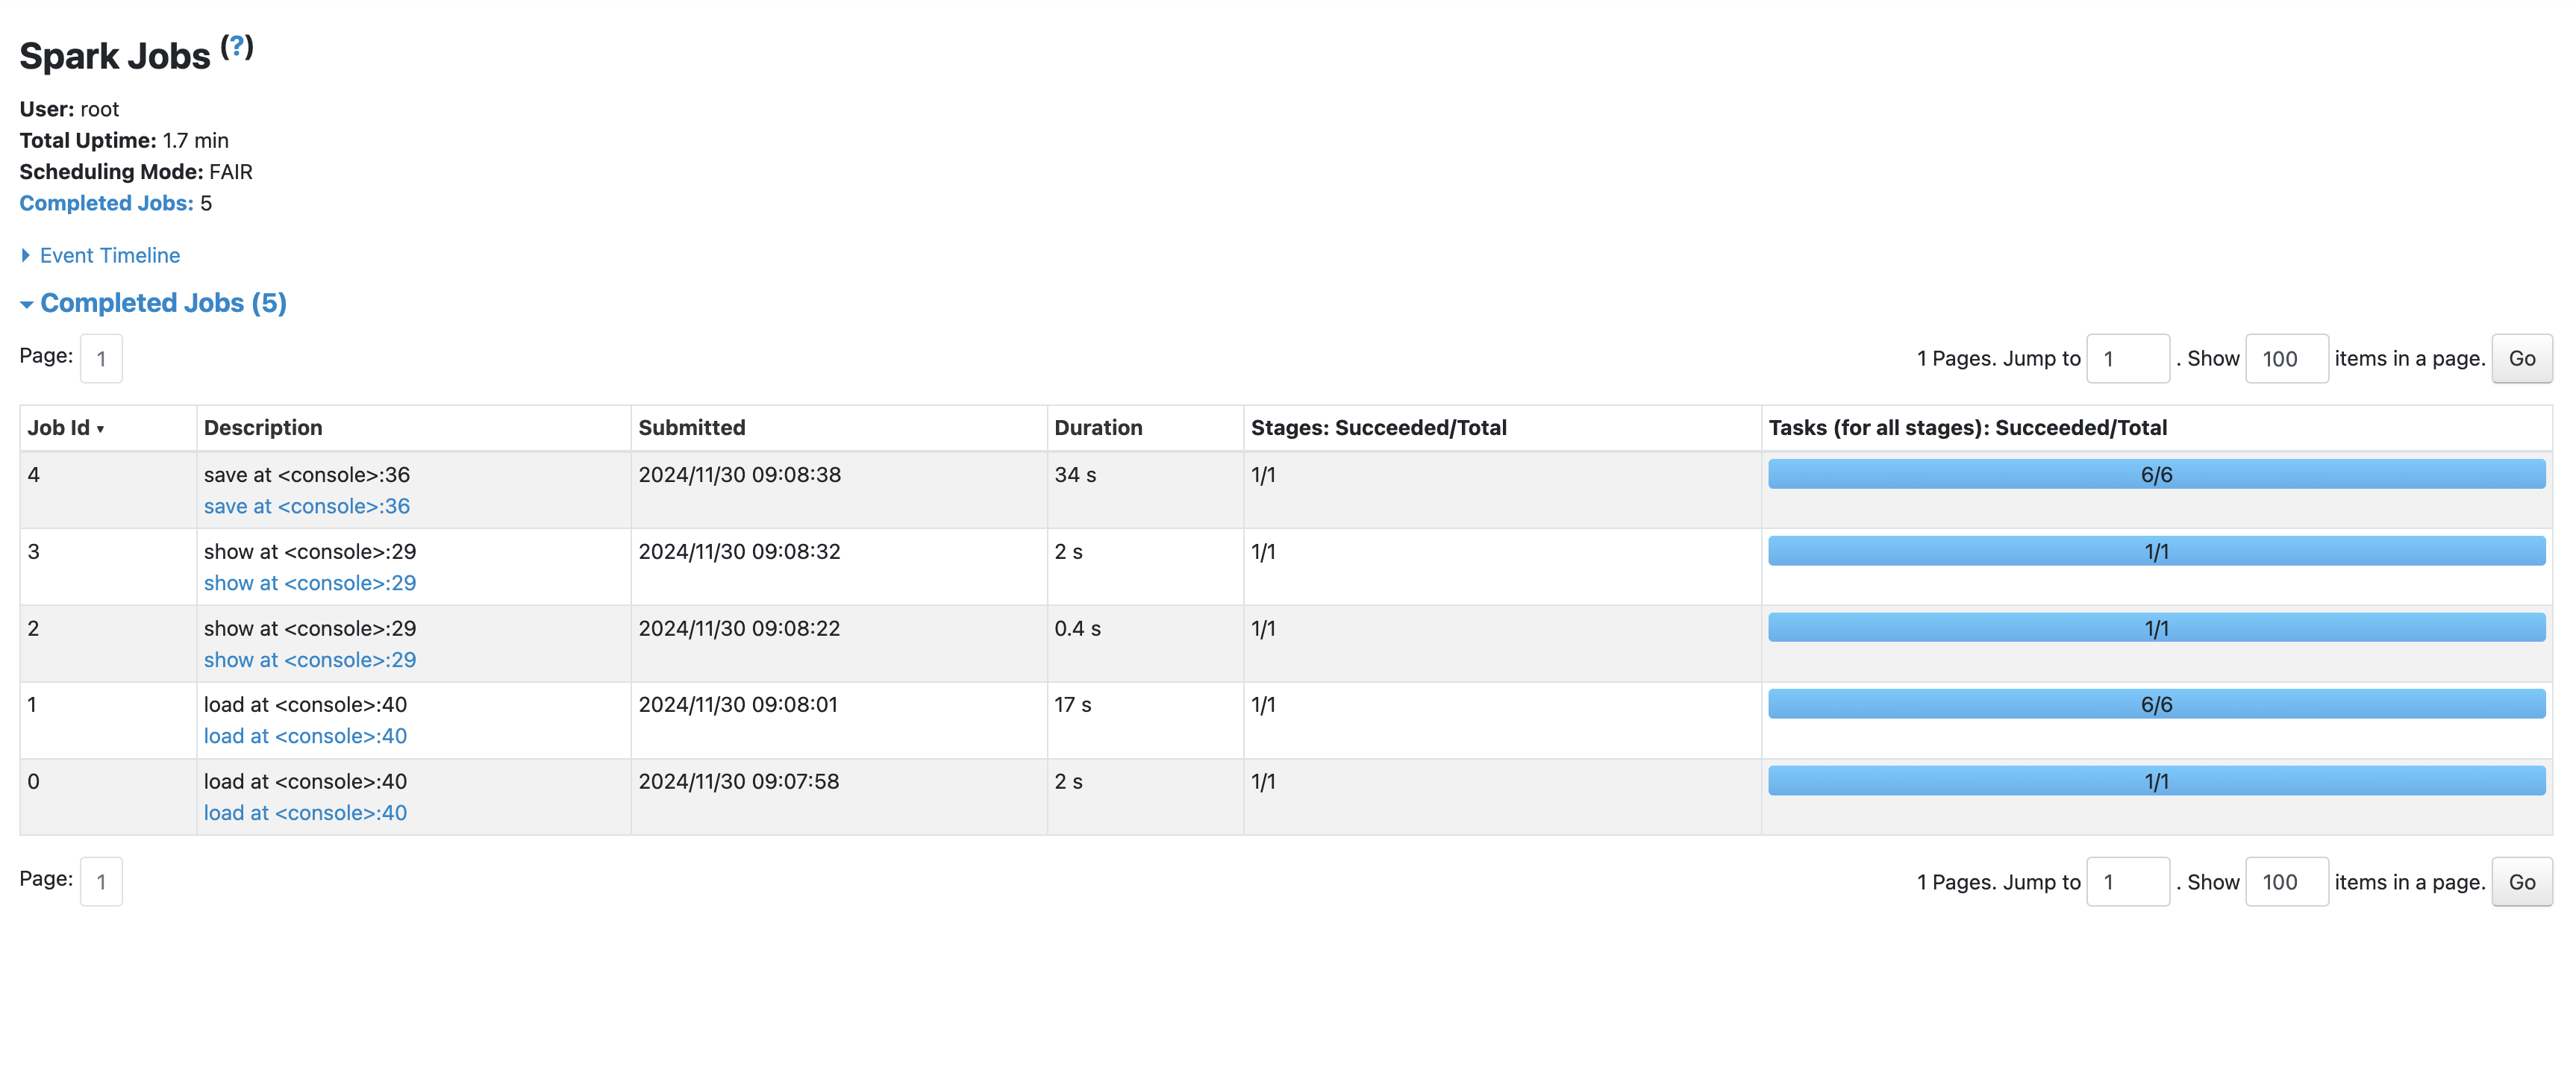 Spark Jobs (?)
User: root
Total Uptime: 1.7 min
Scheduling Mode: FAIR
Completed Jobs: 5
Event Timeline
Completed Jobs (5)
Page: 1 1 Pages. Jump to 1 . Show 100 items in a page. Go
Job Id ▾ Description Submitted Duration Stages: Succeeded/Total Tasks (for all stages): Succeeded/Total
4 save at <console>:36 2024/11/30 09:08:38 34 s 1/1 6/6
save at <console>:36
3 show at <console>:29 2024/11/30 09:08:32 2 s 1/1 1/1
show at <console>:29
2 show at <console>:29 2024/11/30 09:08:22 0.4 s 1/1 1/1
show at <console>:29
1 load at <console>:40 2024/11/30 09:08:01 17 s 1/1 6/6
load at <console>:40
0 load at <console>:40 2024/11/30 09:07:58 2 s 1/1 1/1
load at <console>:40
Page: 1 1 Pages. Jump to 1 . Show 100 items in a page. Go